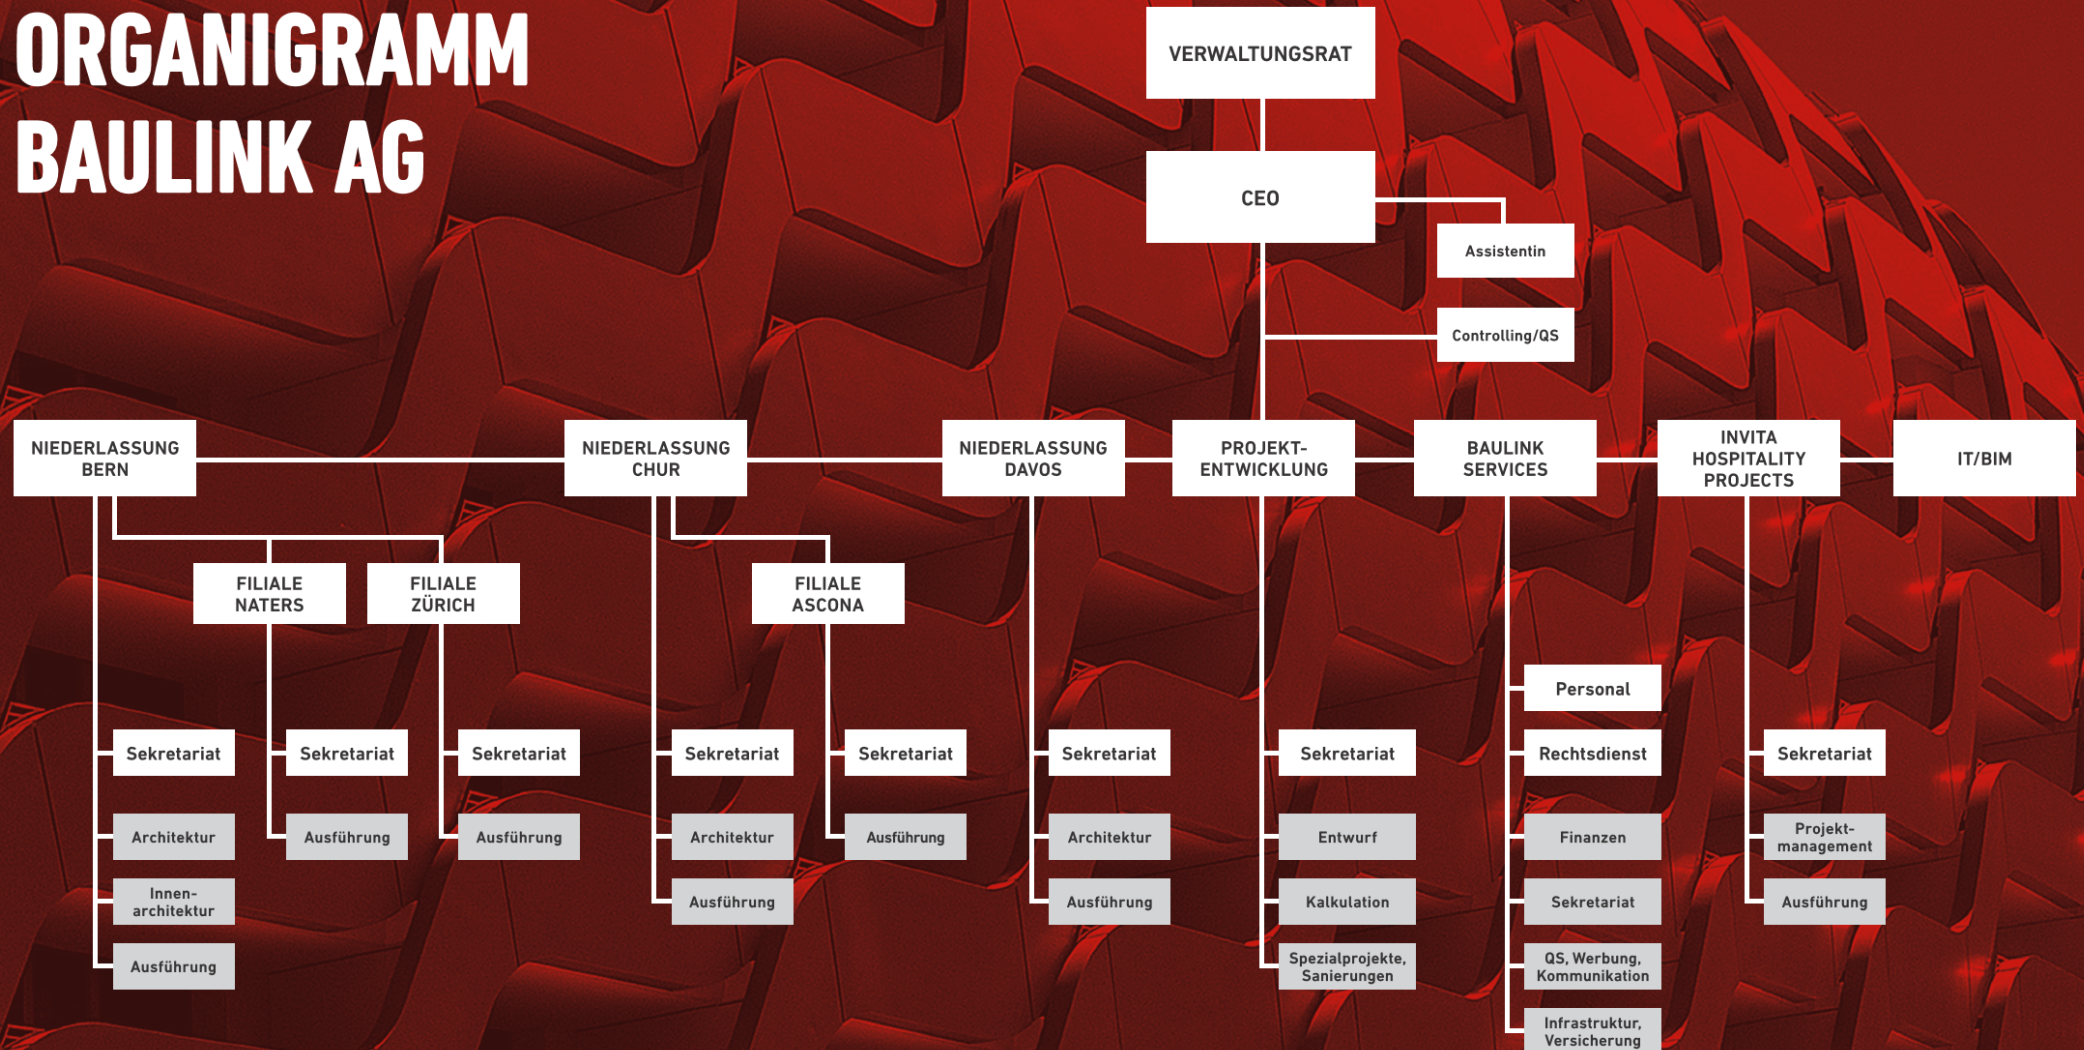 ORGANIGRAMM
BAULINK AG
VERWALTUNGSRAT
CEO
Assistentin
Controlling/QS
NIEDERLASSUNG
BERN
NIEDERLASSUNG
CHUR
NIEDERLASSUNG
DAVOS
PROJEKT-
ENTWICKLUNG
BAULINK
SERVICES
INVITA
HOSPITALITY
PROJECTS
IT/BIM
FILIALE
NATERS
FILIALE
ZÜRICH
FILIALE
ASCONA
Personal
Sekretariat
Sekretariat
Sekretariat
Sekretariat
Sekretariat
Sekretariat
Sekretariat
Rechtsdienst
Sekretariat
Architektur
Ausführung
Ausführung
Architektur
Ausführung
Architektur
Entwurf
Finanzen
Projekt-
management
Innen-
architektur
Ausführung
Ausführung
Kalkulation
Sekretariat
Ausführung
Ausführung
Spezialprojekte,
Sanierungen
QS, Werbung,
Kommunikation
Infrastruktur,
Versicherung